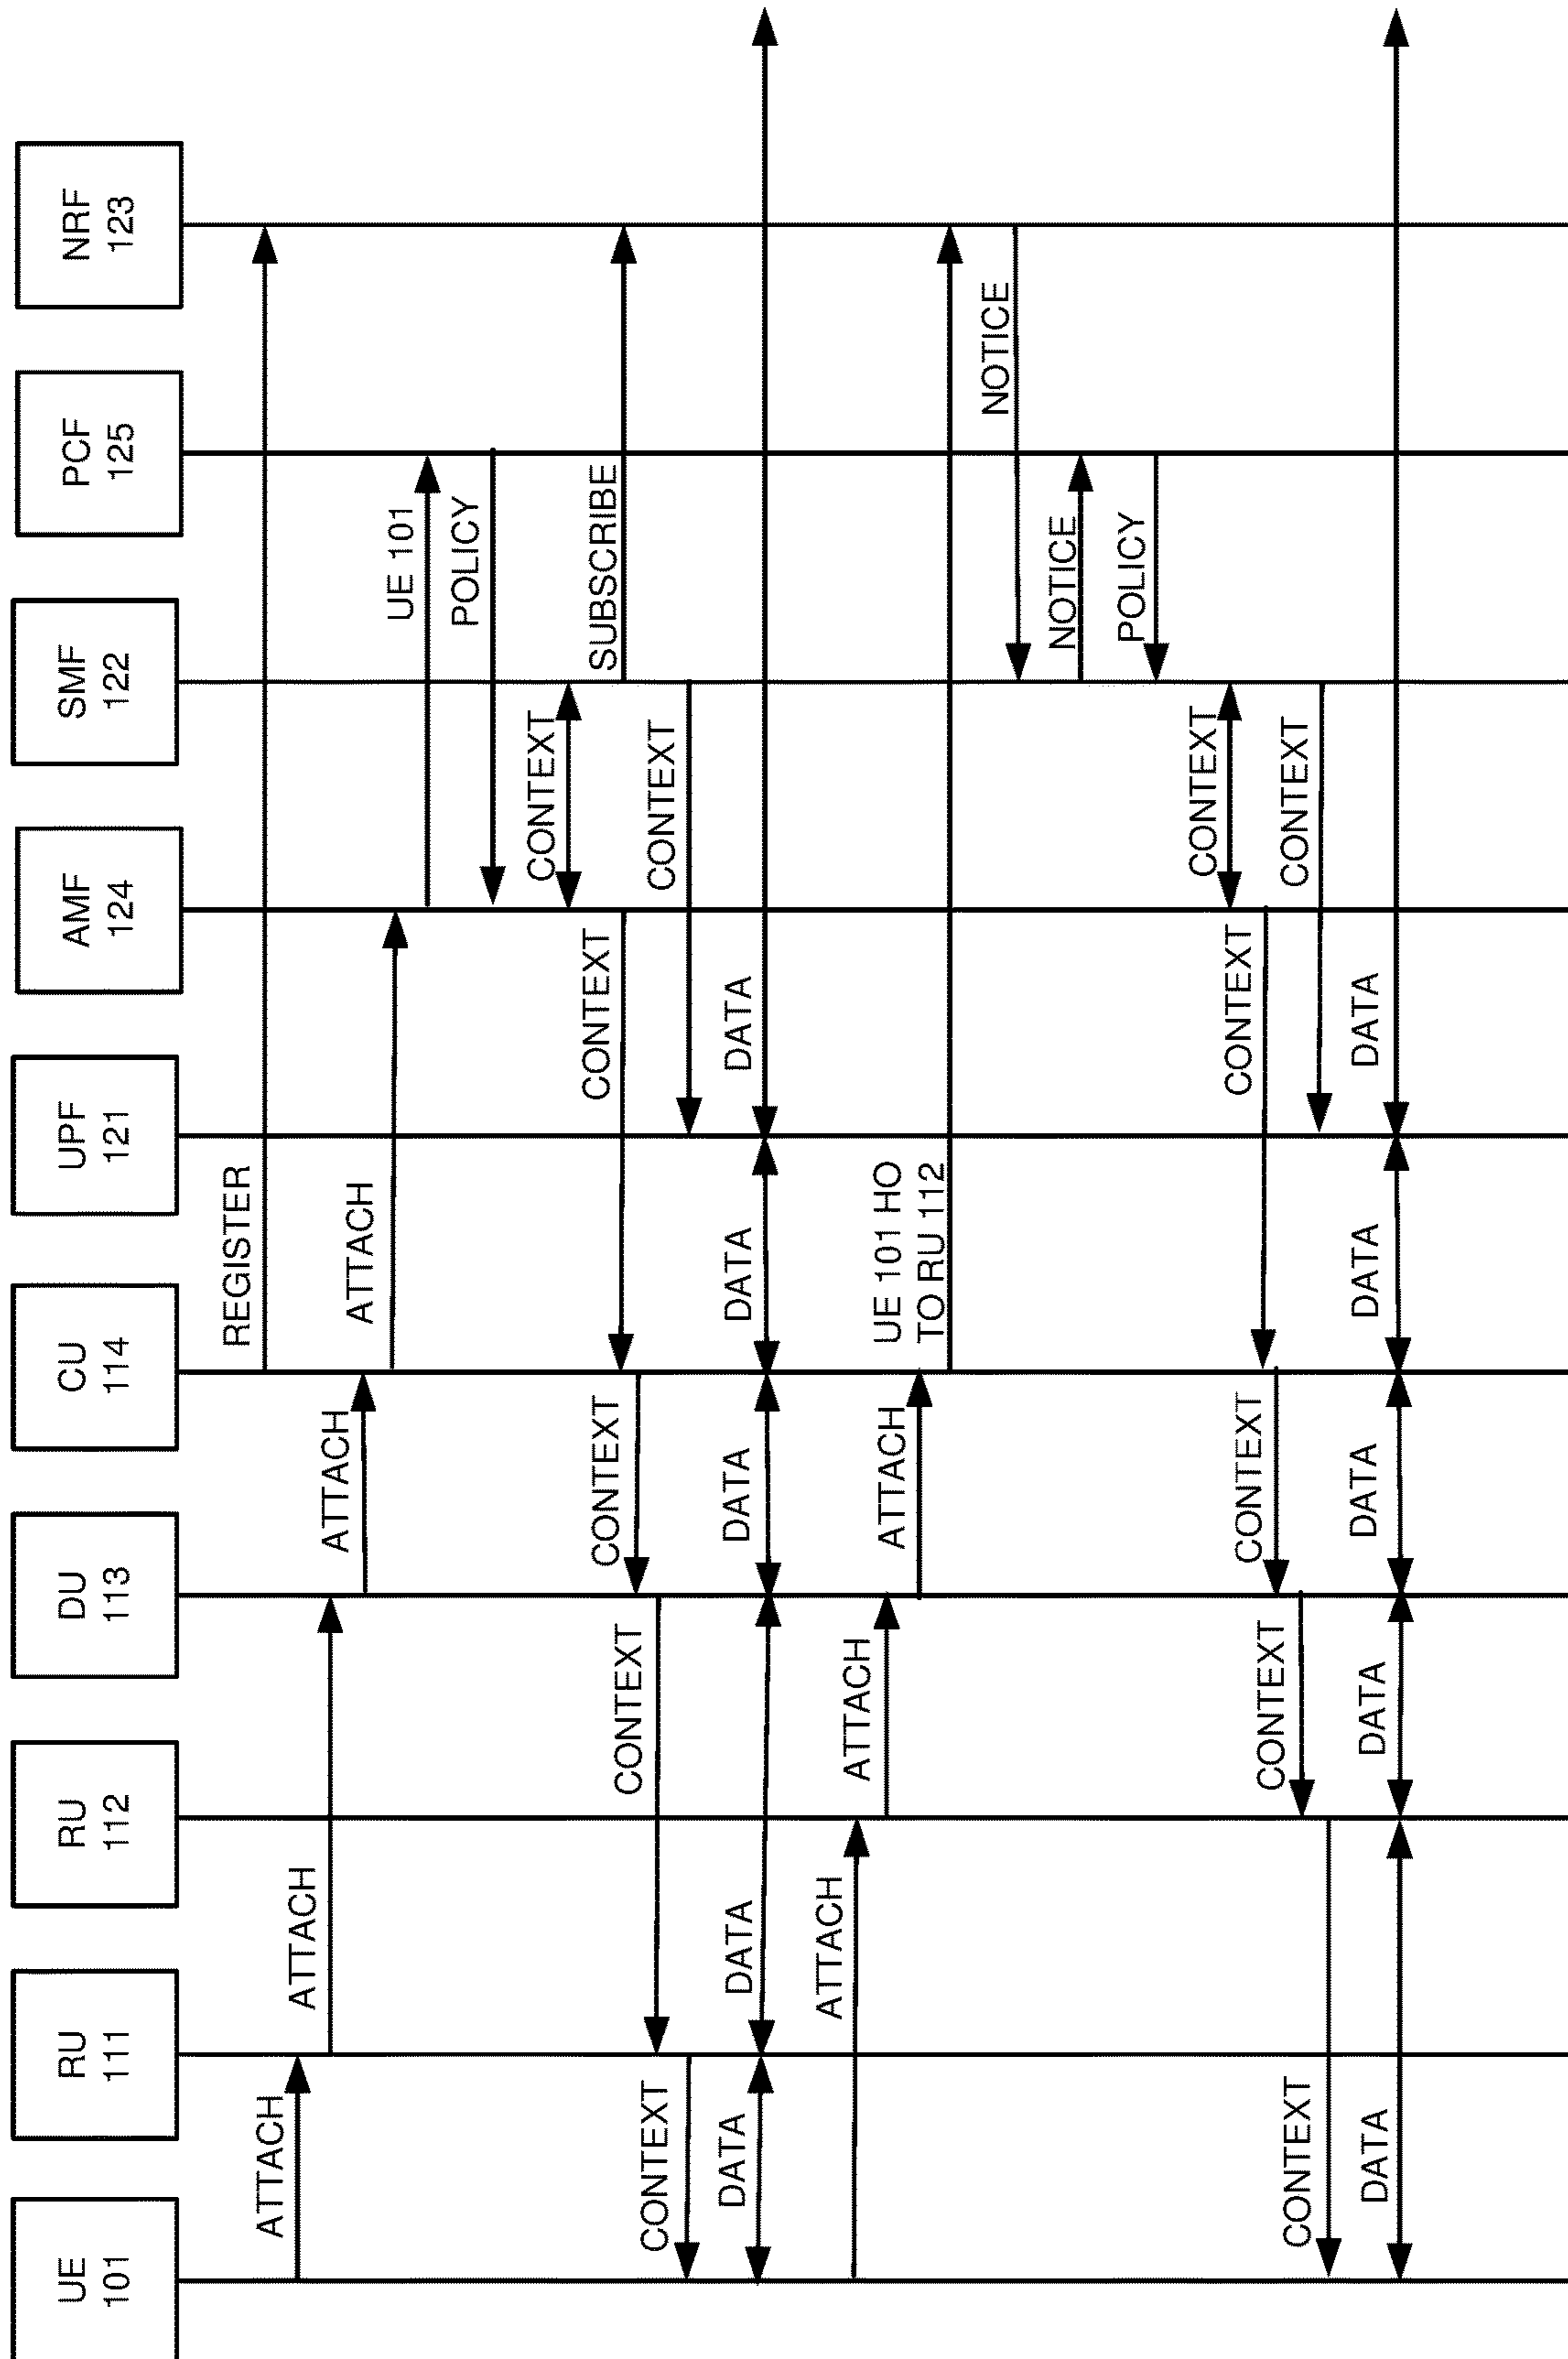 UE
101
RU
111
RU
112
DU
113
CU
114
UPF
121
AMF
124
SMF
122
PCF
125
NRF
123
REGISTER
ATTACH
ATTACH
ATTACH
ATTACH
UE 101
POLICY
CONTEXT
SUBSCRIBE
CONTEXT
CONTEXT
CONTEXT
CONTEXT
CONTEXT
DATA
DATA
DATA
DATA
DATA
ATTACH
ATTACH
ATTACH
UE 101 HO
TO RU 112
NOTICE
NOTICE
POLICY
CONTEXT
CONTEXT
CONTEXT
CONTEXT
CONTEXT
CONTEXT
DATA
DATA
DATA
DATA
DATA